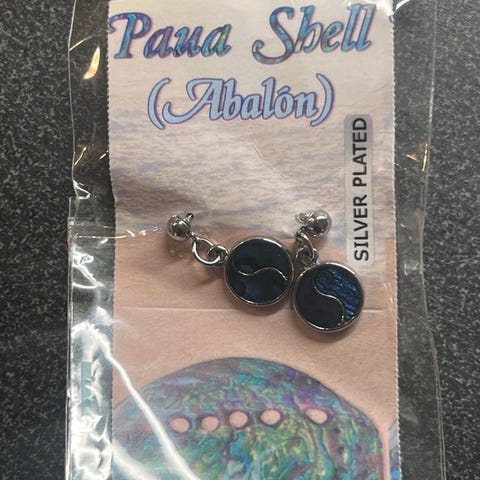 Paua Shell
(Abalón)
SILVER PLATED